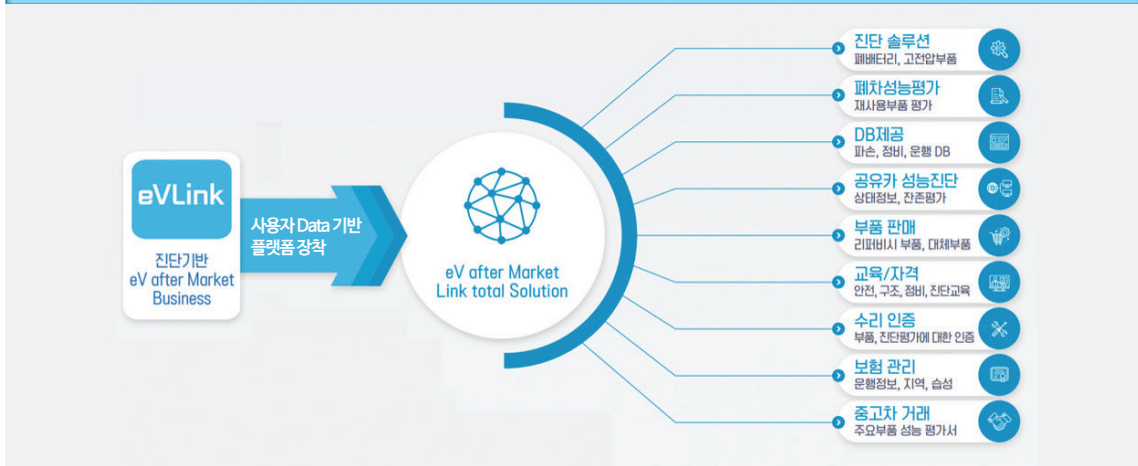 eVLink
진단기반
eV after Market
Business
사용자 Data 기반
플랫폼 장착
eV after Market
Link total Solution
진단 솔루션
폐배터리, 고전압부품
폐차성능평가
재사용부품 평가
DB제공
파손, 정비, 운행 DB
공유카 성능진단
상태정보, 잔존평가
부품 판매
리퍼비시 부품, 대체부품
교육/자격
안전, 구조, 정비, 진단교육
수리 인증
부품, 진단평가에 대한 인증
보험 관리
운행정보, 지역, 습성
중고차 거래
주요부품 성능 평가서